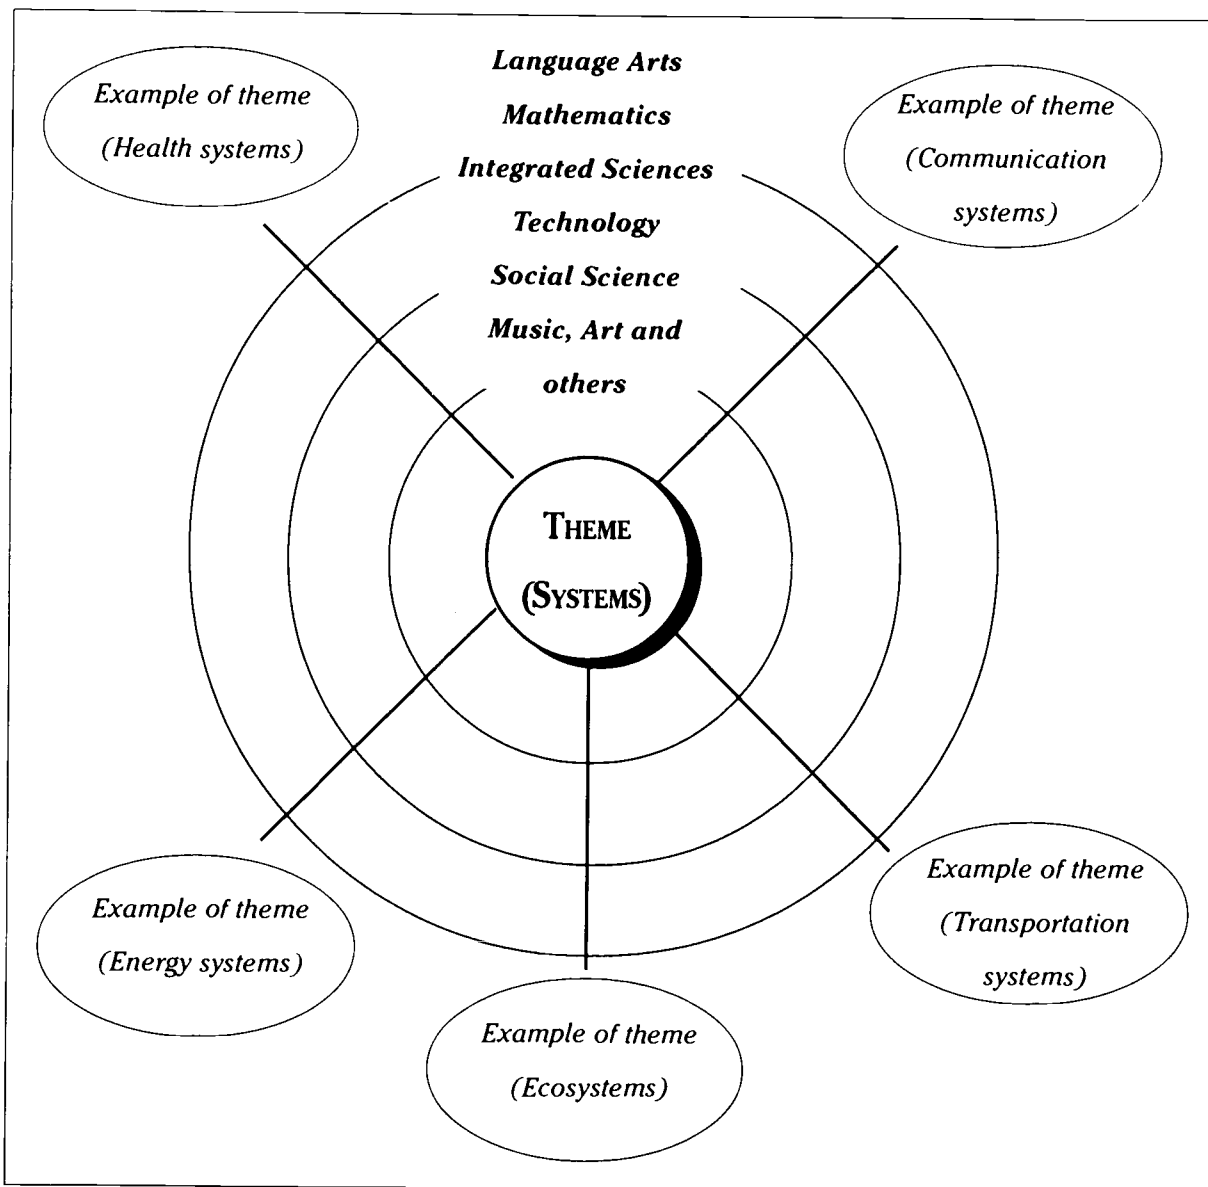 Language Arts
Mathematics
Integrated Sciences
Technology
Social Science
Music, Art and
others
Example of theme
(Health systems)
Example of theme
(Communication
systems)
THEME
(SYSTEMS)
Example of theme
(Energy systems)
Example of theme
(Ecosystems)
Example of theme
(Transportation
systems)